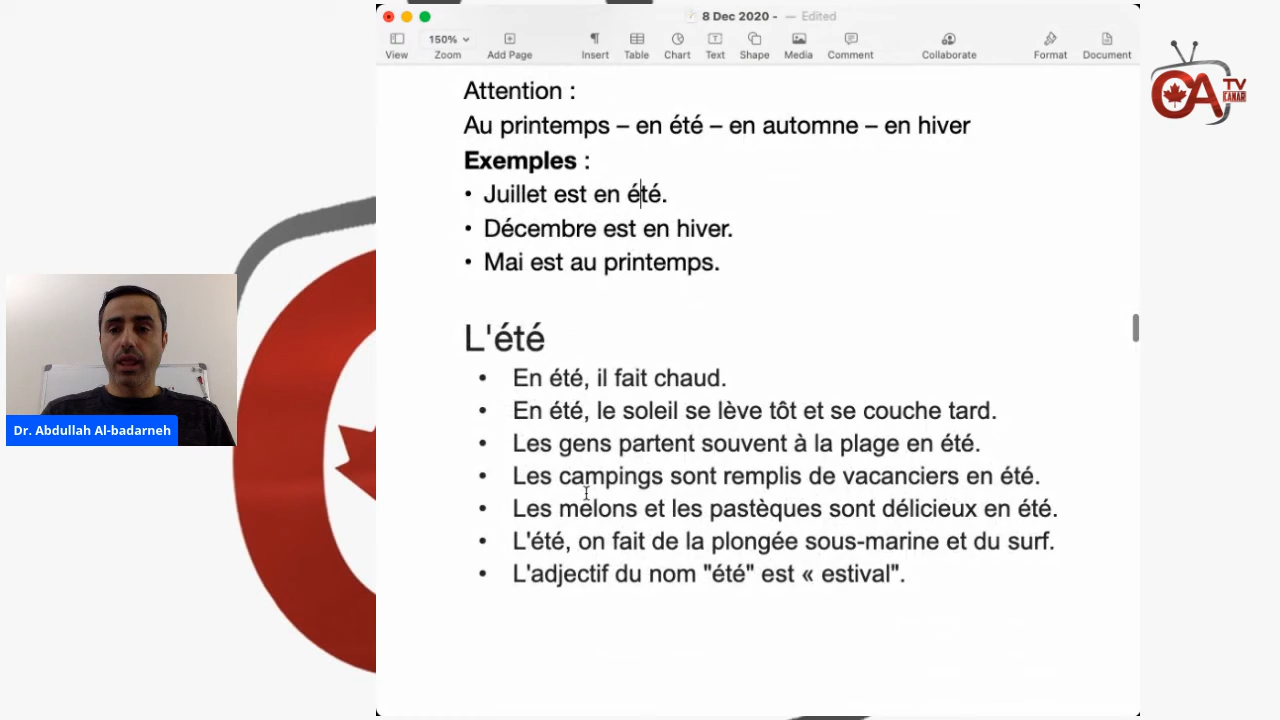 8 Dec 2020 - — Edited
150%
View Zoom Add Page Insert Table Chart Text Shape Media Comment Collaborate Format Document
Attention :
Au printemps – en été – en automne – en hiver
Exemples :
• Juillet est en été.
• Décembre est en hiver.
• Mai est au printemps.
L'été
• En été, il fait chaud.
• En été, le soleil se lève tôt et se couche tard.
• Les gens partent souvent à la plage en été.
• Les campings sont remplis de vacanciers en été.
• Les melons et les pastèques sont délicieux en été.
• L'été, on fait de la plongée sous-marine et du surf.
• L'adjectif du nom "été" est « estival".
Dr. Abdullah Al-badarneh
CA TV
KANAR